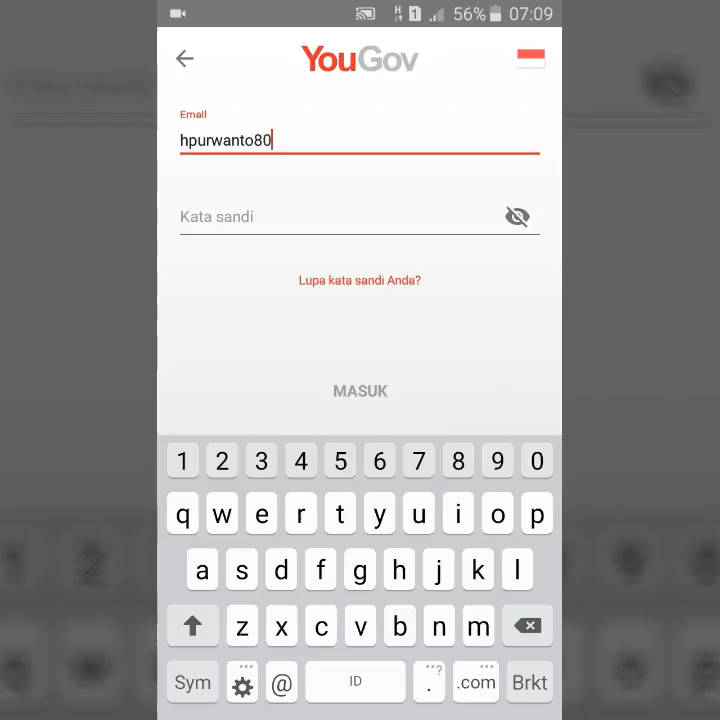 H 1 56% 07:09
YouGov
Email
hpurwanto80
Kata sandi
Lupa kata sandi Anda?
MASUK
1 2 3 4 5 6 7 8 9 0
q w e r t y u i o p
a s d f g h j k l
z x c v b n m
Sym @ ID . ? .com Brkt